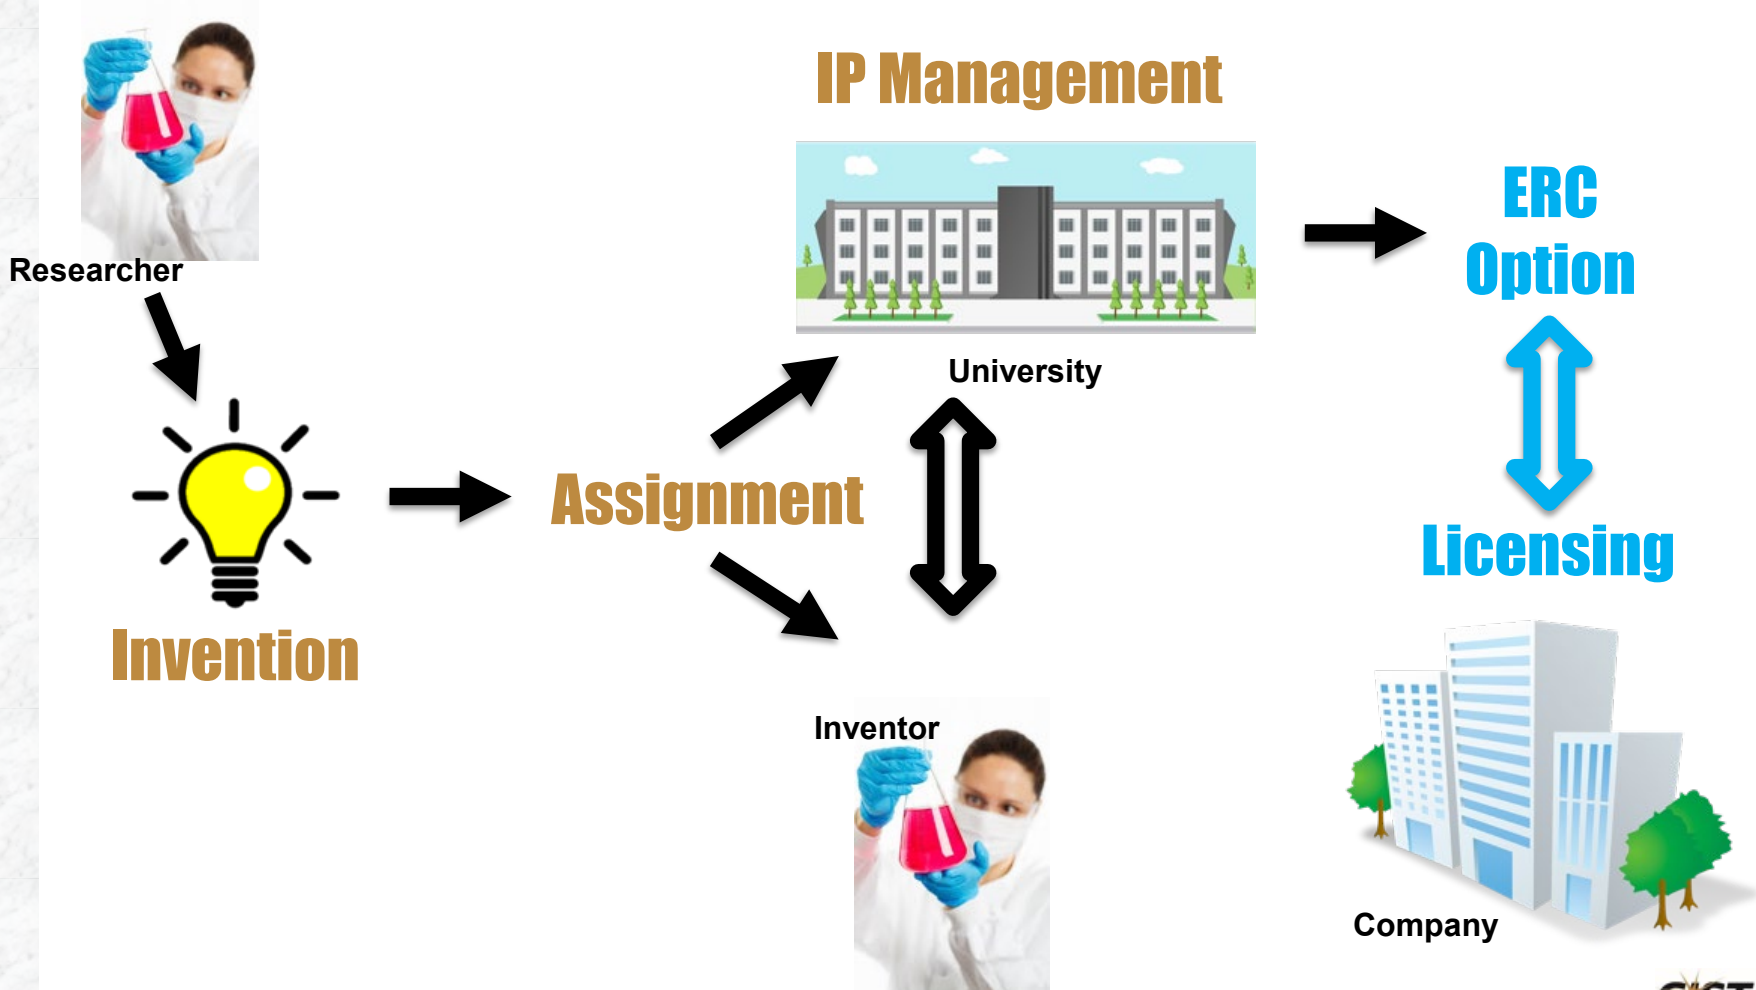 IP Management
ERC
Option
Researcher
University
Assignment
Licensing
Invention
Inventor
Company